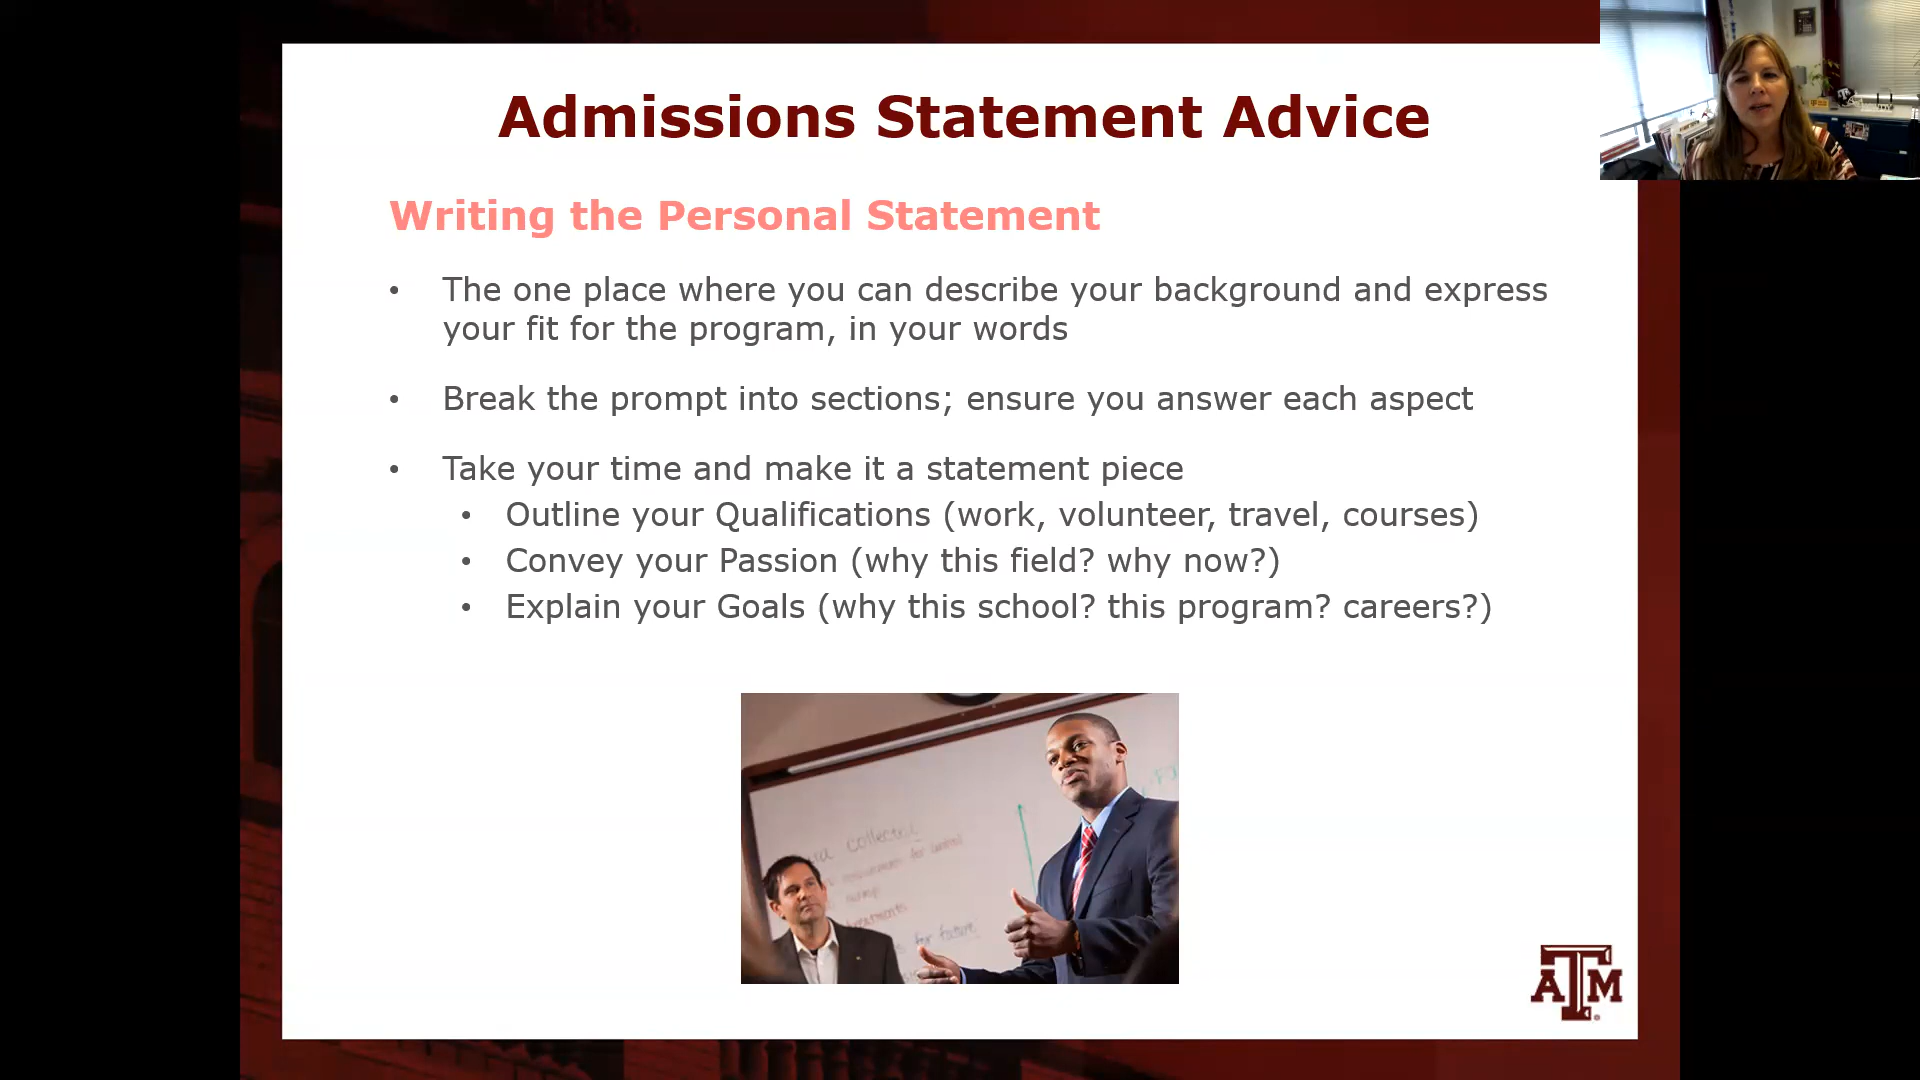 Admissions Statement Advice
Writing the Personal Statement
• The one place where you can describe your background and express
your fit for the program, in your words
• Break the prompt into sections; ensure you answer each aspect
• Take your time and make it a statement piece
• Outline your Qualifications (work, volunteer, travel, courses)
• Convey your Passion (why this field? why now?)
• Explain your Goals (why this school? this program? careers?)
for future
ATM